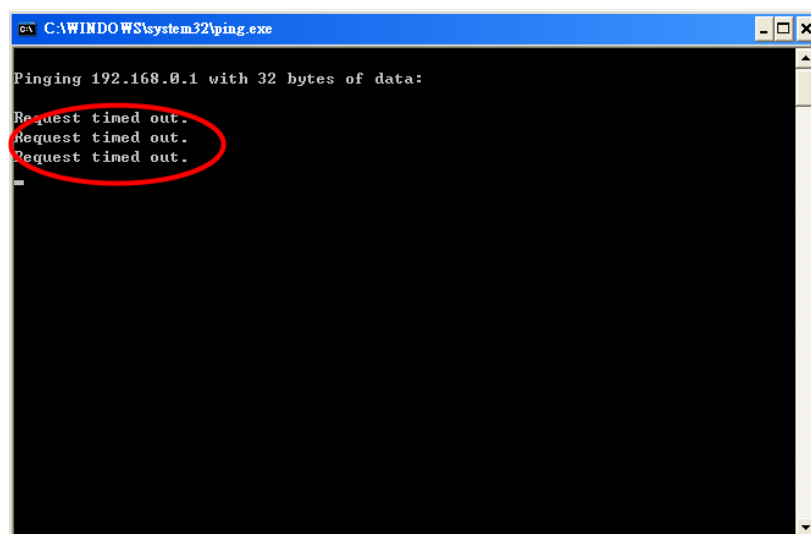 C:\WINDOWS\system32\ping.exe
Pinging 192.168.0.1 with 32 bytes of data:
Request timed out.
Request timed out.
Request timed out.